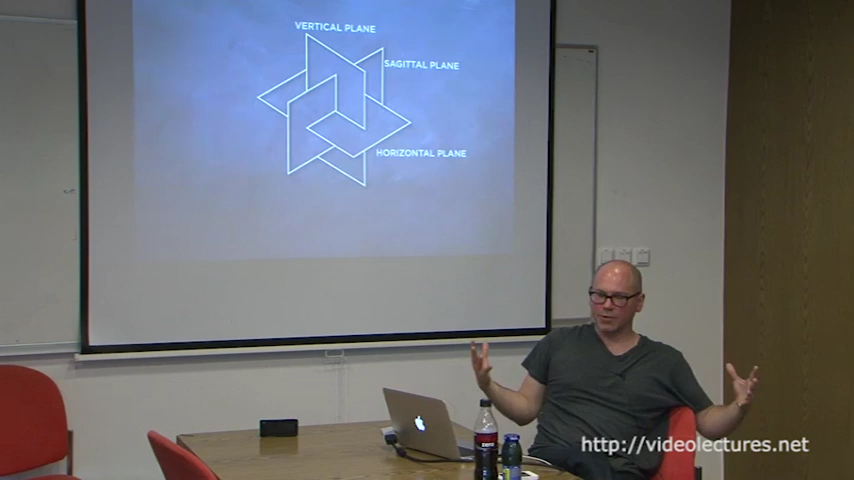 VERTICAL PLANE
SAGITTAL PLANE
HORIZONTAL PLANE
http://videolectures.net